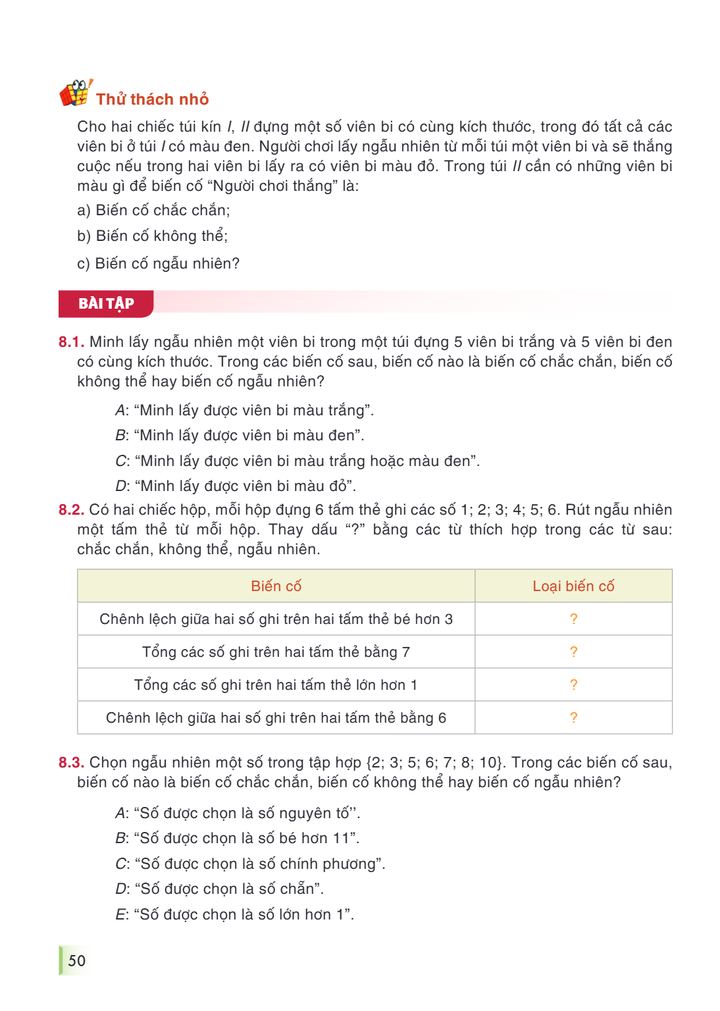 Thử thách nhỏ
Cho hai chiếc túi kín I, II đựng một số viên bi có cùng kích thước, trong đó tất cả các
viên bi ở túi I có màu đen. Người chơi lấy ngẫu nhiên từ mỗi túi một viên bi và sẽ thắng
cuộc nếu trong hai viên bi lấy ra có viên bi màu đỏ. Trong túi II cần có những viên bi
màu gì để biến cố “Người chơi thắng” là:
a) Biến cố chắc chắn;
b) Biến cố không thể;
c) Biến cố ngẫu nhiên?
BÀI TẬP
8.1. Minh lấy ngẫu nhiên một viên bi trong một túi đựng 5 viên bi trắng và 5 viên bi đen
có cùng kích thước. Trong các biến cố sau, biến cố nào là biến cố chắc chắn, biến cố
không thể hay biến cố ngẫu nhiên?
A: “Minh lấy được viên bi màu trắng”.
B: “Minh lấy được viên bi màu đen”.
C: “Minh lấy được viên bi màu trắng hoặc màu đen”.
D: “Minh lấy được viên bi màu đỏ”.
8.2. Có hai chiếc hộp, mỗi hộp đựng 6 tấm thẻ ghi các số 1; 2; 3; 4; 5; 6. Rút ngẫu nhiên
một tấm thẻ từ mỗi hộp. Thay dấu “?” bằng các từ thích hợp trong các từ sau:
chắc chắn, không thể, ngẫu nhiên.
Biến cố Loại biến cố
Chênh lệch giữa hai số ghi trên hai tấm thẻ bé hơn 3 ?
Tổng các số ghi trên hai tấm thẻ bằng 7 ?
Tổng các số ghi trên hai tấm thẻ lớn hơn 1 ?
Chênh lệch giữa hai số ghi trên hai tấm thẻ bằng 6 ?
8.3. Chọn ngẫu nhiên một số trong tập hợp {2; 3; 5; 6; 7; 8; 10}. Trong các biến cố sau,
biến cố nào là biến cố chắc chắn, biến cố không thể hay biến cố ngẫu nhiên?
A: “Số được chọn là số nguyên tố’’.
B: “Số được chọn là số bé hơn 11”.
C: “Số được chọn là số chính phương”.
D: “Số được chọn là số chẵn”.
E: “Số được chọn là số lớn hơn 1”.
50